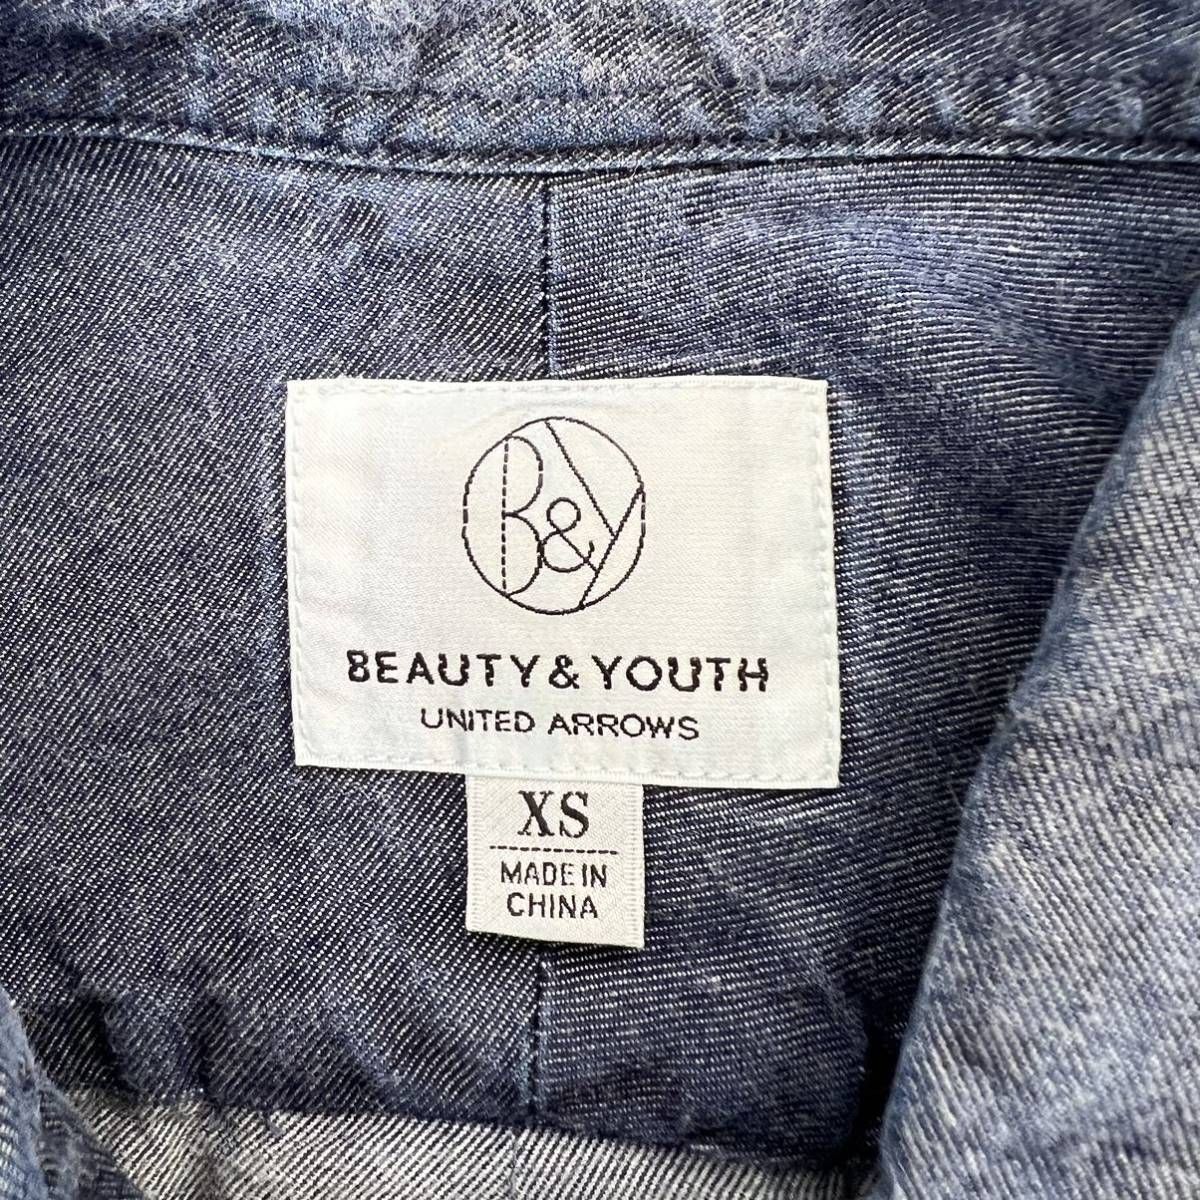 B&Y
BEAUTY & YOUTH
UNITED ARROWS
XS
MADE IN
CHINA